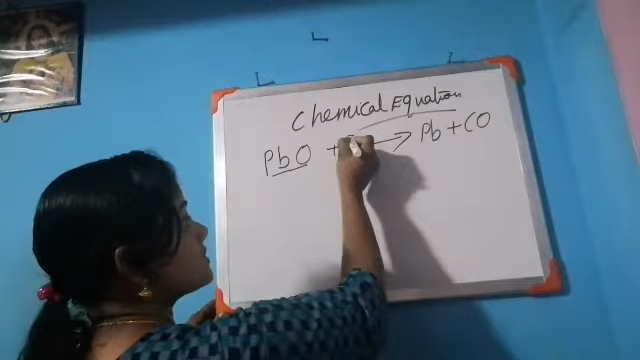 Chemical Equation
PbO + → Pb + CO